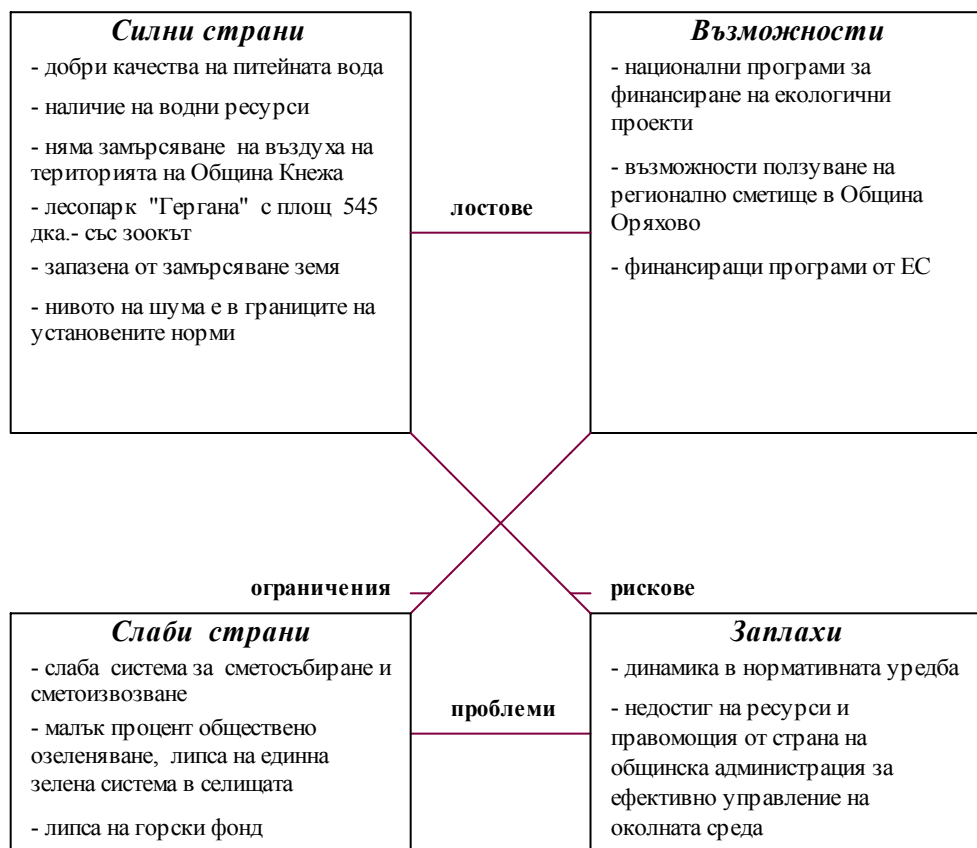 Силни страни
- добри качества на питейната вода
- наличие на водни ресурси
- няма замърсяване на въздуха на
територията на Община Кнежа
- лесопарк "Гергана" с площ 545
дка.- със зоокът
- запазена от замърсяване земя
- нивото на шума е в границите на
установените норми
лостове
Възможности
- национални програми за
финансиране на екологични
проекти
- възможности ползуване на
регионално сметище в Община
Оряхово
- финансиращи програми от ЕС
ограничения
рискове
Слаби страни
- слаба система за сметосъбиране и
сметоизвозване
- малък процент обществено
озеленяване, липса на единна
зелена система в селищата
- липса на горски фонд
проблеми
Заплахи
- динамика в нормативната уредба
- недостиг на ресурси и
правомощия от страна на
общинска администрация за
ефективно управление на
околната среда